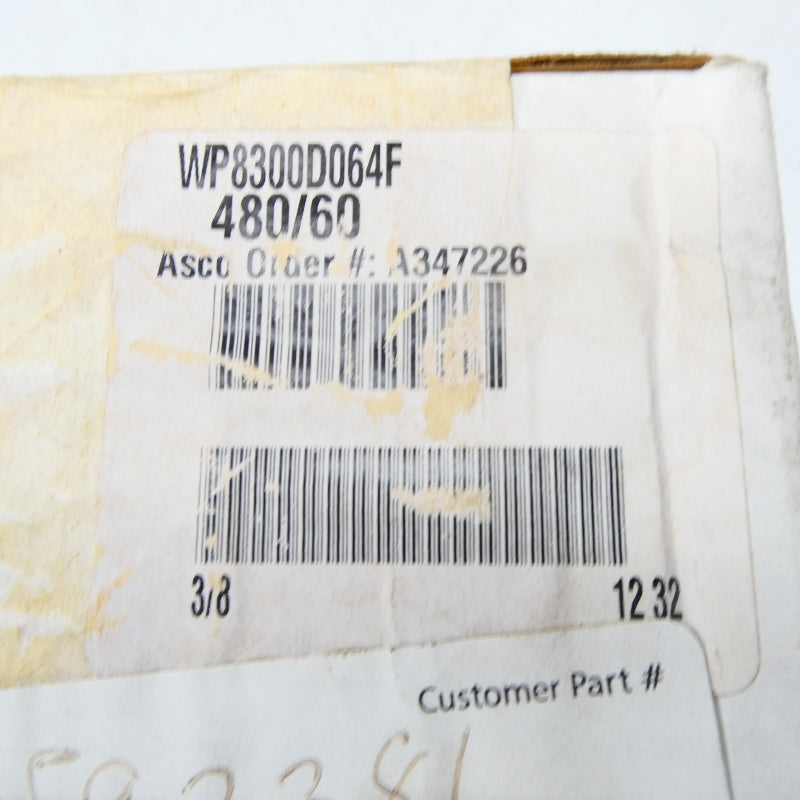 WP8300D064F
480/60
Asco Order #: A347226
3/8 12 32
Customer Part #